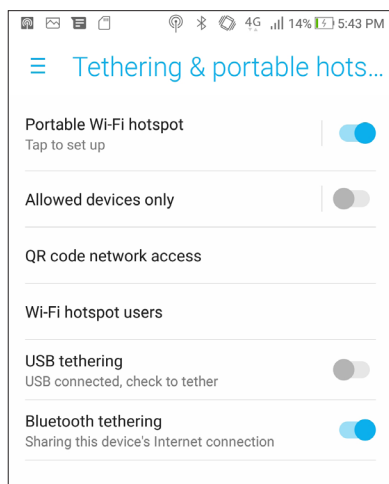 4G 14% 5:43 PM
Tethering & portable hots...
Portable Wi-Fi hotspot
Tap to set up
Allowed devices only
QR code network access
Wi-Fi hotspot users
USB tethering
USB connected, check to tether
Bluetooth tethering
Sharing this device's Internet connection